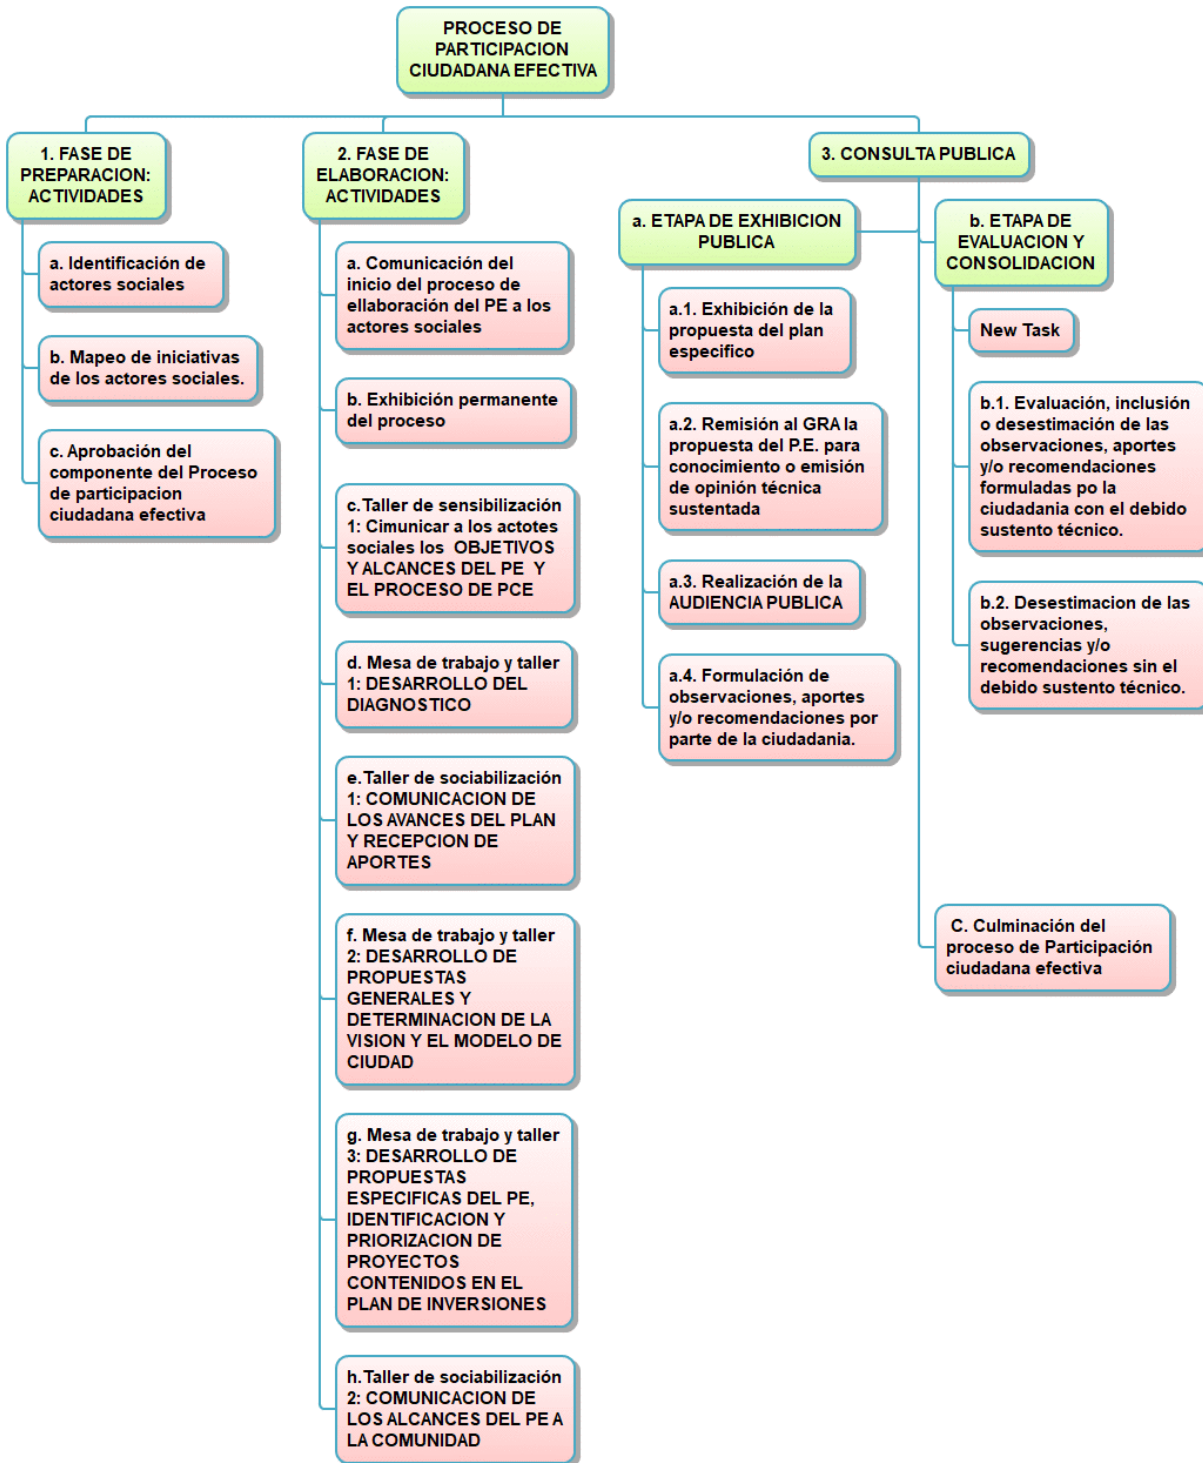 PROCESO DE
PARTICIPACION
CIUDADANA EFECTIVA
1. FASE DE
PREPARACION:
ACTIVIDADES
a. Identificación de
actores sociales
b. Mapeo de iniciativas
de los actores sociales.
c. Aprobación del
componente del Proceso
de participacion
ciudadana efectiva
2. FASE DE
ELABORACION:
ACTIVIDADES
a. Comunicación del
inicio del proceso de
ellaboración del PE a los
actores sociales
b. Exhibición permanente
del proceso
c. Taller de sensibilización
1: Cimunicar a los actotes
sociales los OBJETIVOS
Y ALCANCES DEL PE Y
EL PROCESO DE PCE
d. Mesa de trabajo y taller
1: DESARROLLO DEL
DIAGNOSTICO
e. Taller de sociabilización
1: COMUNICACION DE
LOS AVANCES DEL PLAN
Y RECEPCION DE
APORTES
f. Mesa de trabajo y taller
2: DESARROLLO DE
PROPUESTAS
GENERALES Y
DETERMINACION DE LA
VISION Y EL MODELO DE
CIUDAD
g. Mesa de trabajo y taller
3: DESARROLLO DE
PROPUESTAS
ESPECIFICAS DEL PE,
IDENTIFICACION Y
PRIORIZACION DE
PROYECTOS
CONTENIDOS EN EL
PLAN DE INVERSIONES
h. Taller de sociabilización
2: COMUNICACION DE
LOS ALCANCES DEL PE A
LA COMUNIDAD
3. CONSULTA PUBLICA
a. ETAPA DE EXHIBICION
PUBLICA
a.1. Exhibición de la
propuesta del plan
especifico
a.2. Remisión al GRA la
propuesta del P.E. para
conocimiento o emisión
de opinión técnica
sustentada
a.3. Realización de la
AUDIENCIA PUBLICA
a.4. Formulación de
observaciones, aportes
y/o recomendaciones por
parte de la ciudadania.
b. ETAPA DE
EVALUACION Y
CONSOLIDACION
New Task
b.1. Evaluación, inclusión
o desestimación de las
observaciones, aportes
y/o recomendaciones
formuladas po la
ciudadania con el debido
sustento técnico.
b.2. Desestimacion de las
observaciones,
sugerencias y/o
recomendaciones sin el
debido sustento técnico.
C. Culminación del
proceso de Participación
ciudadana efectiva